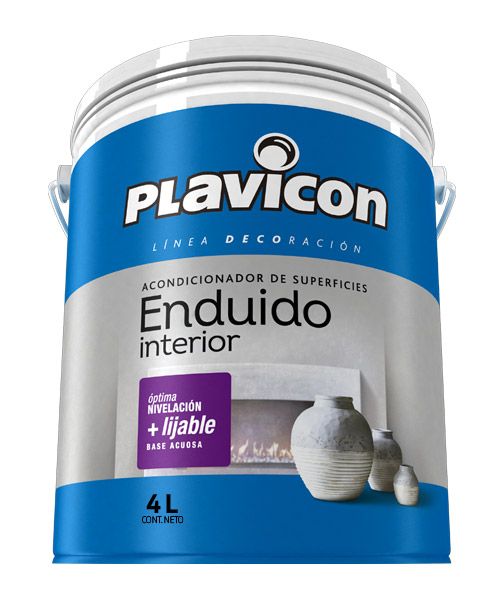 PLAVICON
LÍNEA DECORACIÓN
ACONDICIONADOR DE SUPERFICIES
Enduido
interior
óptima
NIVELACIÓN
+ lijable
BASE ACUOSA
4 L
CONT. NETO